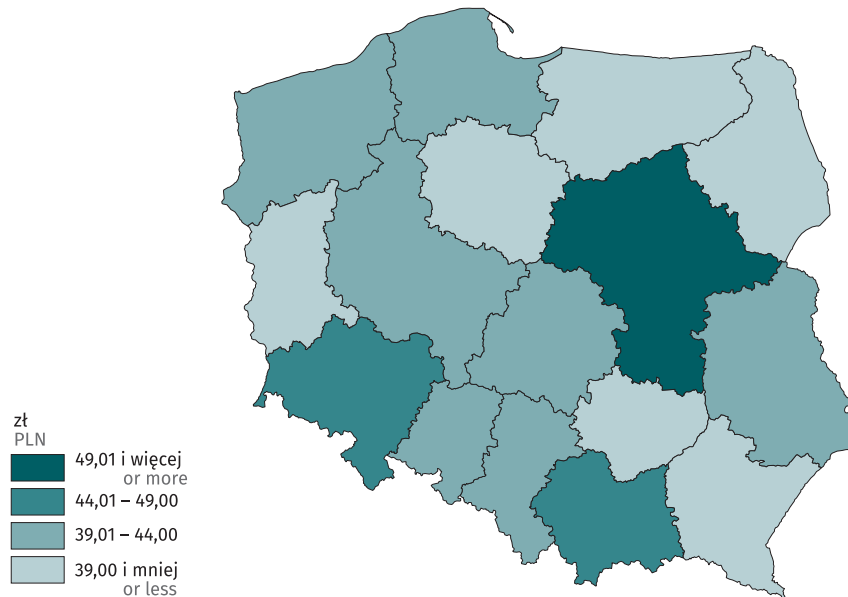 zł
PLN
49,01 i więcej
or more
44,01 – 49,00
39,01 – 44,00
39,00 i mniej
or less